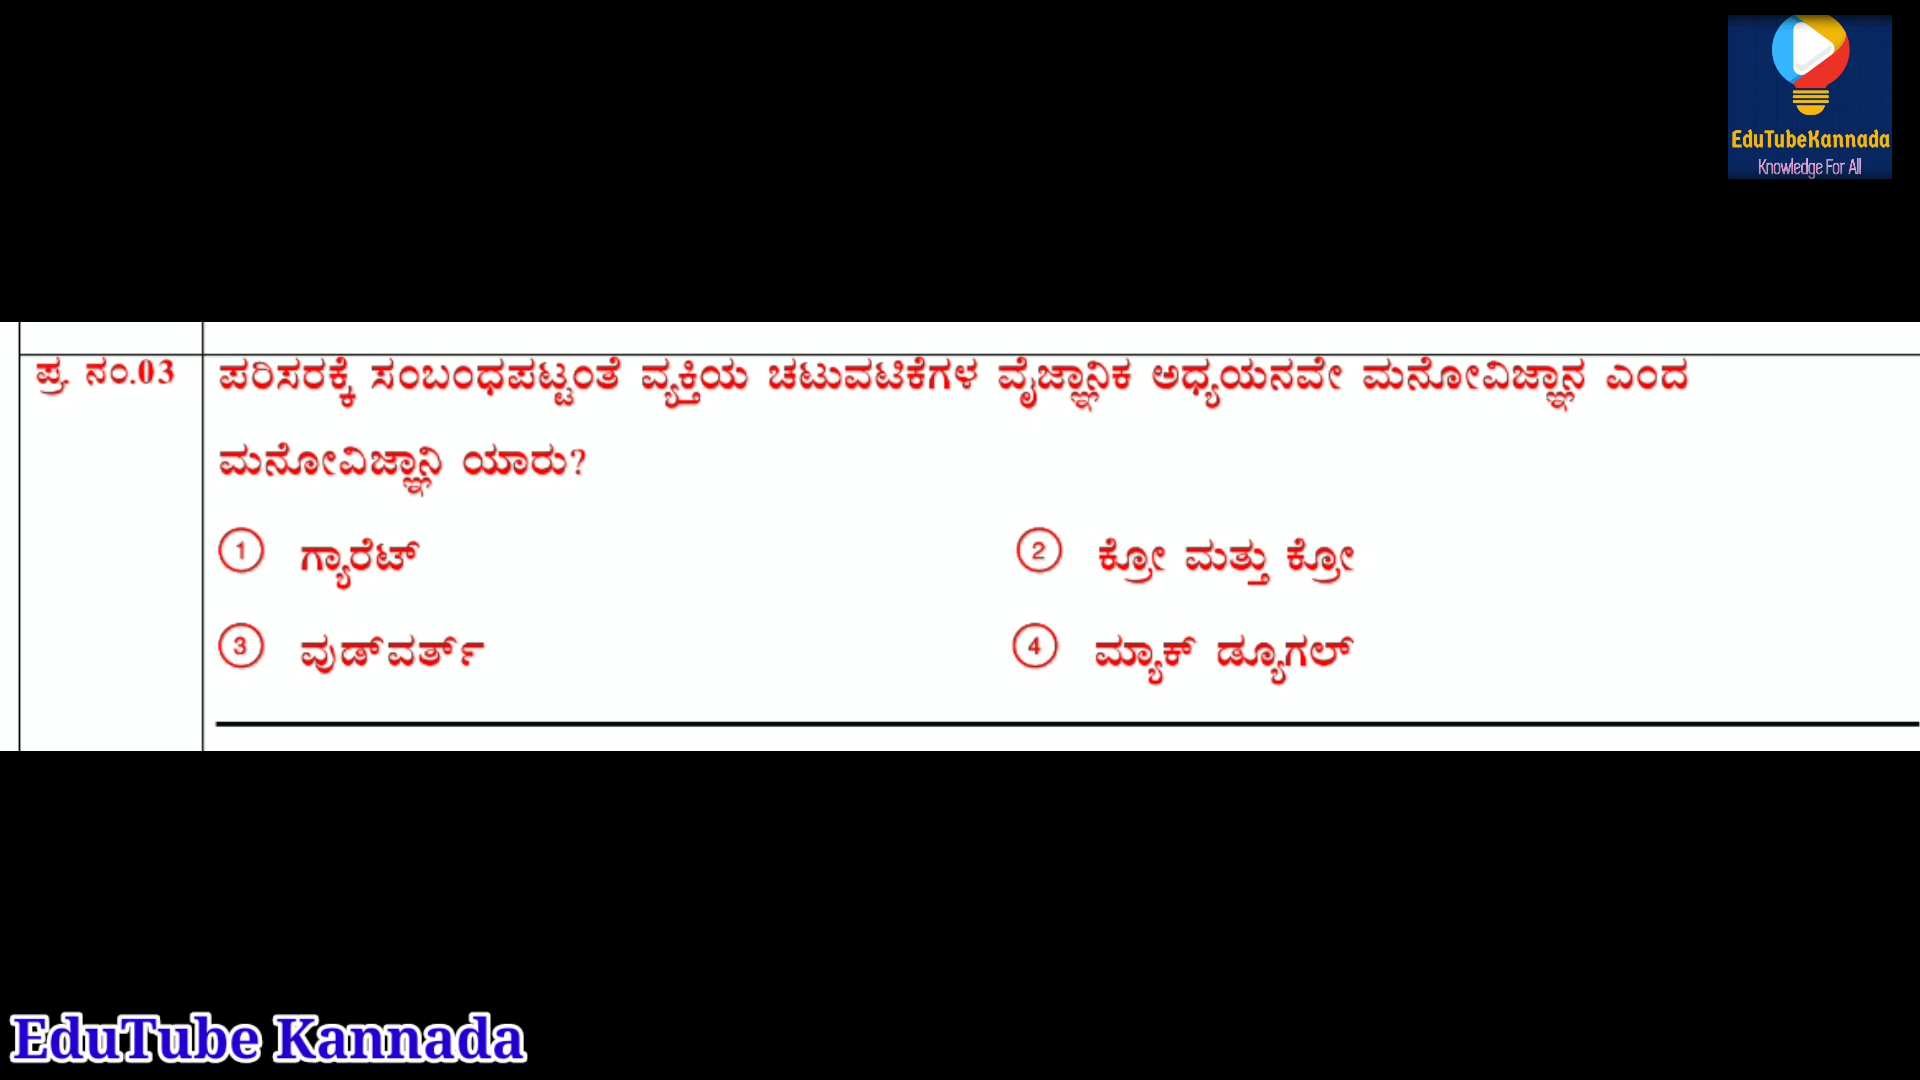 EduTubeKannada
Knowledge For All
ಪ್ರ. ನಂ.03 ಪರಿಸರಕ್ಕೆ ಸಂಬಂಧಪಟ್ಟಂತೆ ವ್ಯಕ್ತಿಯ ಚಟುವಟಿಕೆಗಳ ವೈಜ್ಞಾನಿಕ ಅಧ್ಯಯನವೇ ಮನೋವಿಜ್ಞಾನ ಎಂದ
ಮನೋವಿಜ್ಞಾನಿ ಯಾರು?
1 ಗ್ಯಾರೆಟ್ 2 ಕ್ರೋ ಮತ್ತು ಕ್ರೋ
3 ವುಡ್‌ವರ್ತ್ 4 ಮ್ಯಾಕ್ ಡ್ಯೂಗಲ್
EduTube Kannada